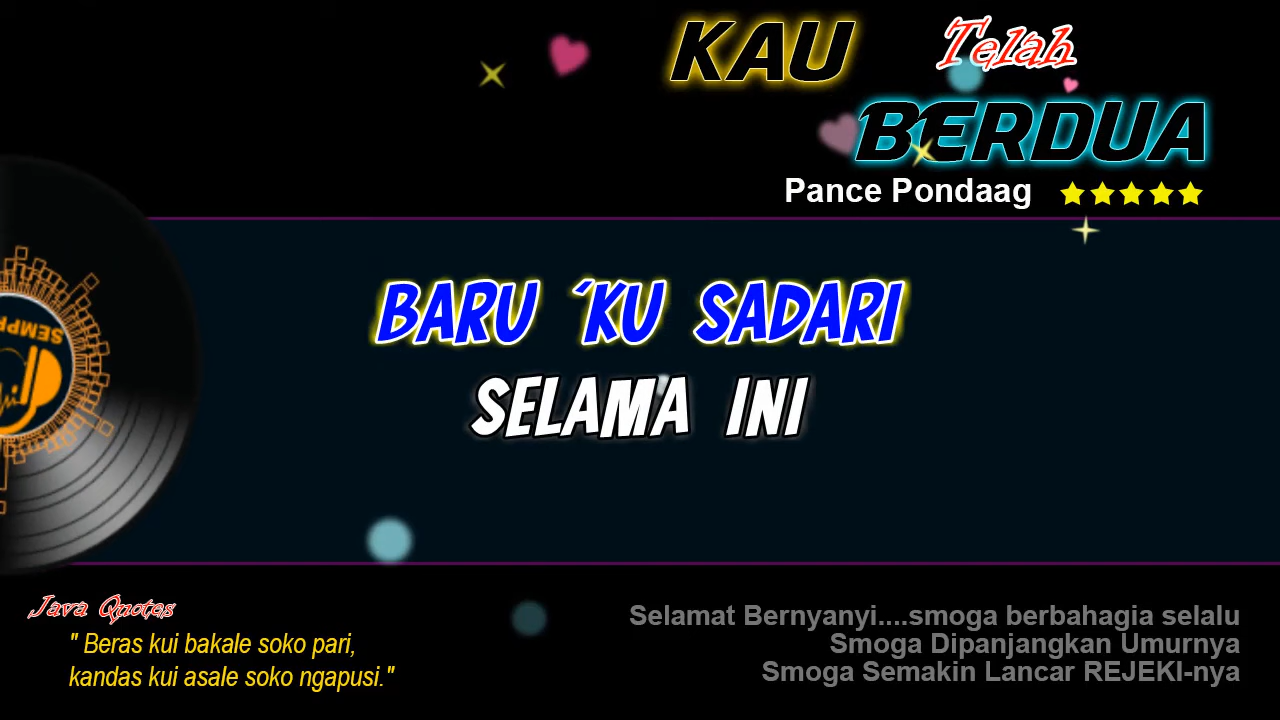 KAU Telah
BERDUA
Pance Pondaag
BARU 'KU SADARI
SELAMA INI
Java Quotes
" Beras kui bakale soko pari,
kandas kui asale soko ngapusi."
Selamat Bernyanyi....smoga berbahagia selalu
Smoga Dipanjangkan Umurnya
Smoga Semakin Lancar REJEKI-nya